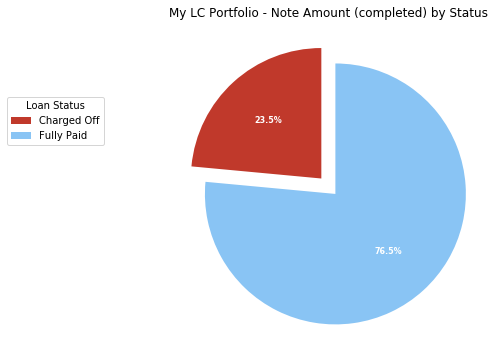 My LC Portfolio - Note Amount (completed) by Status
Loan Status
Charged Off
Fully Paid
23.5%
76.5%